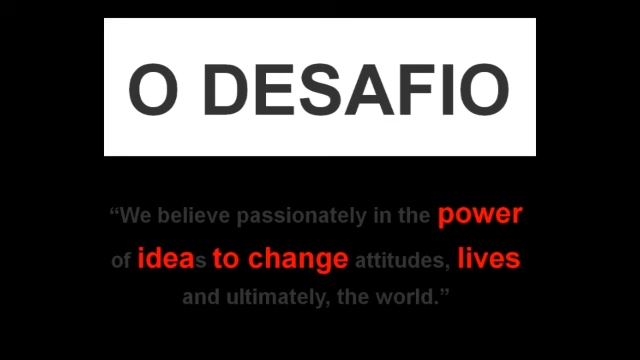 O DESAFIO
“We believe passionately in the power
of ideas to change attitudes, lives
and ultimately, the world.”